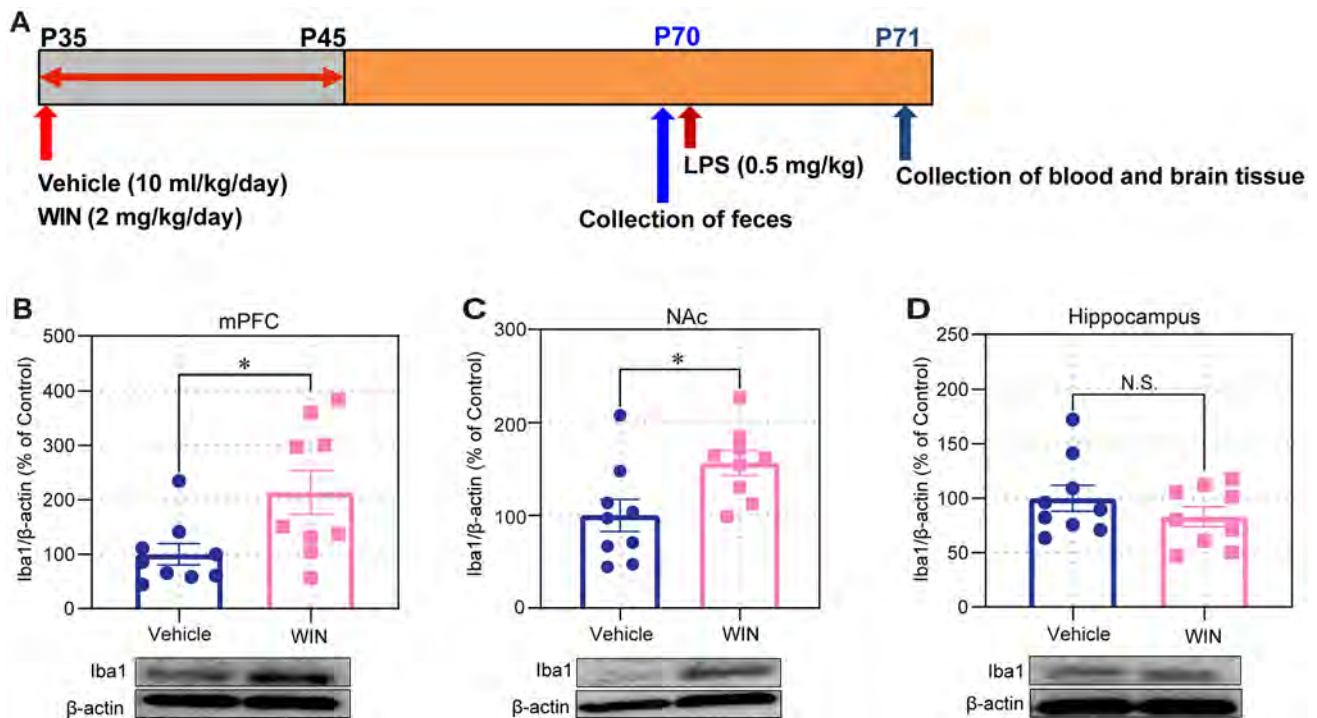 A
P35
P45
P70
P71
Vehicle (10 ml/kg/day)
WIN (2 mg/kg/day)
LPS (0.5 mg/kg)
Collection of feces
Collection of blood and brain tissue
B
mPFC
Iba1/β-actin (% of Control)
500
400
300
200
100
0
*
Vehicle
WIN
Iba1
β-actin
C
NAc
Iba1/β-actin (% of Control)
300
200
100
0
*
Vehicle
WIN
Iba1
β-actin
D
Hippocampus
Iba1/β-actin (% of Control)
250
200
150
100
50
0
N.S.
Vehicle
WIN
Iba1
β-actin